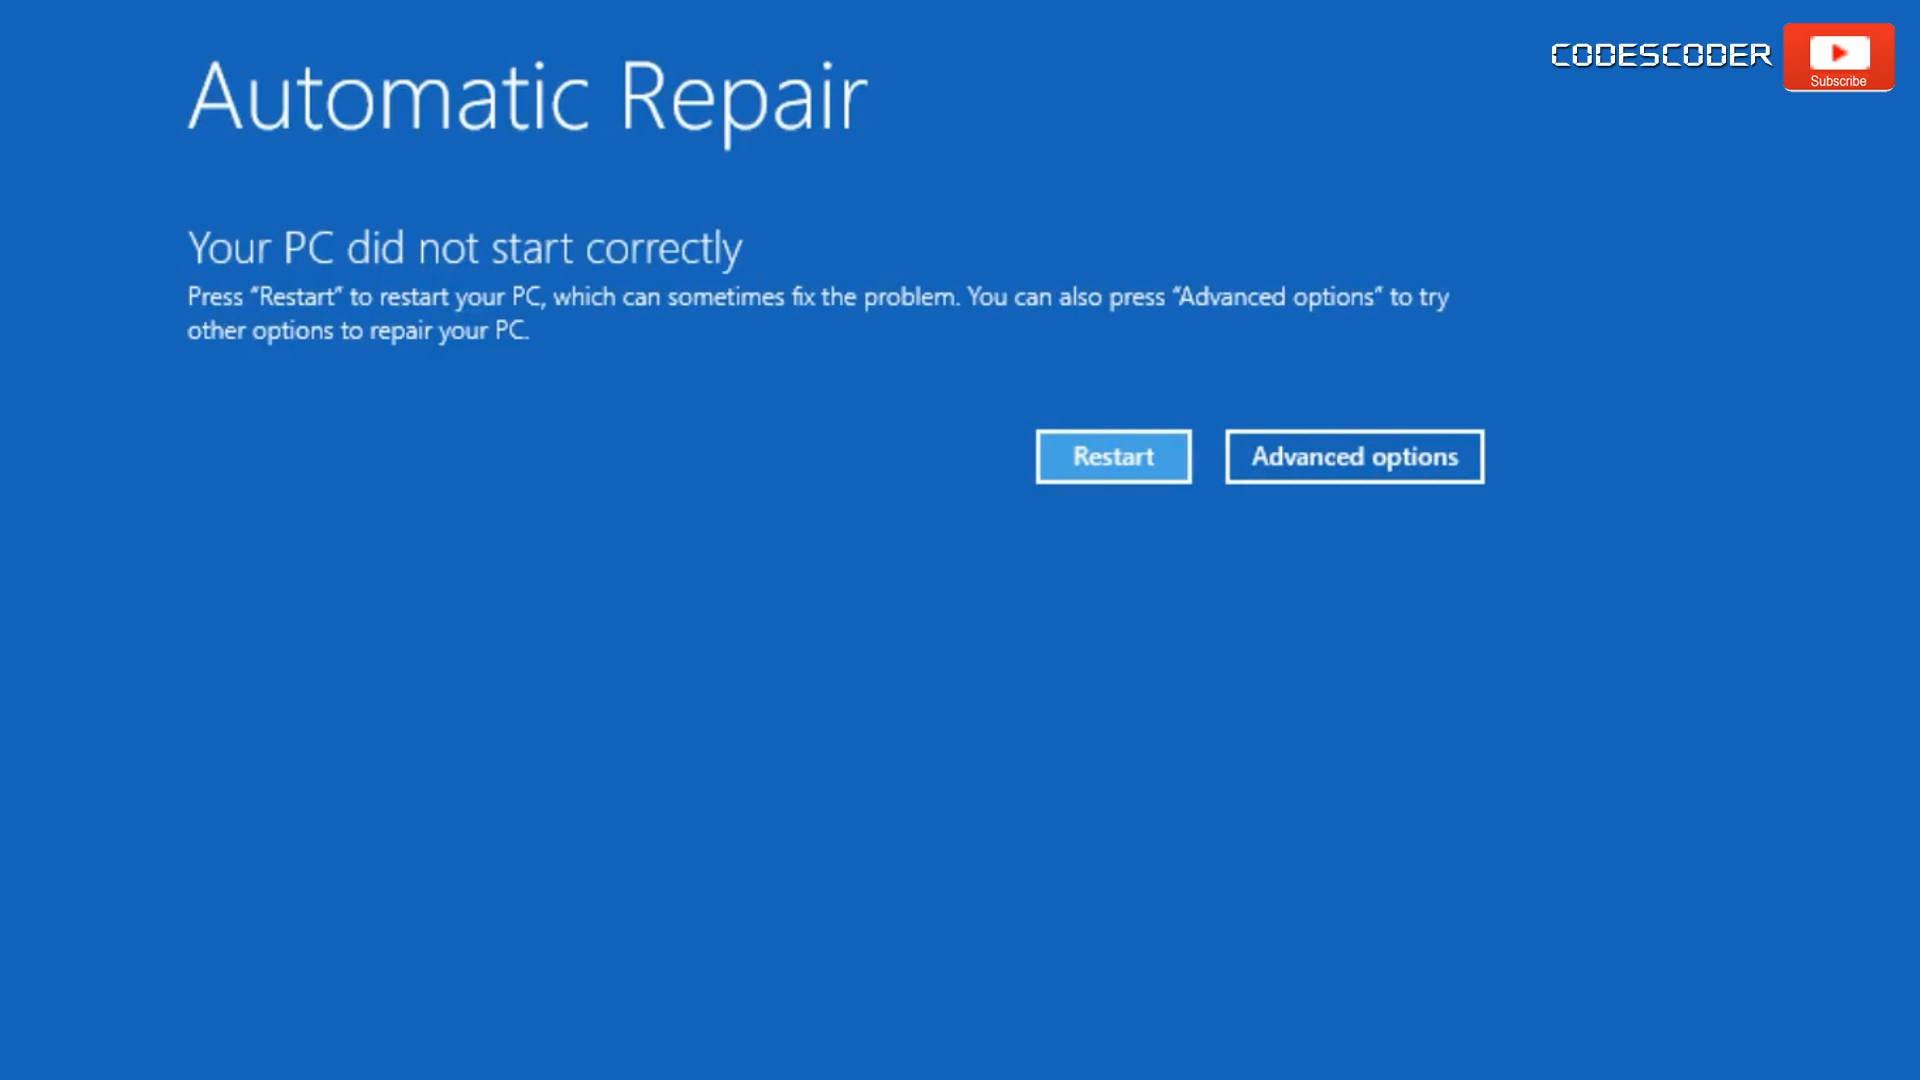 CODESCODER
Subscribe
Automatic Repair
Your PC did not start correctly
Press “Restart” to restart your PC, which can sometimes fix the problem. You can also press “Advanced options” to try
other options to repair your PC.
Restart
Advanced options